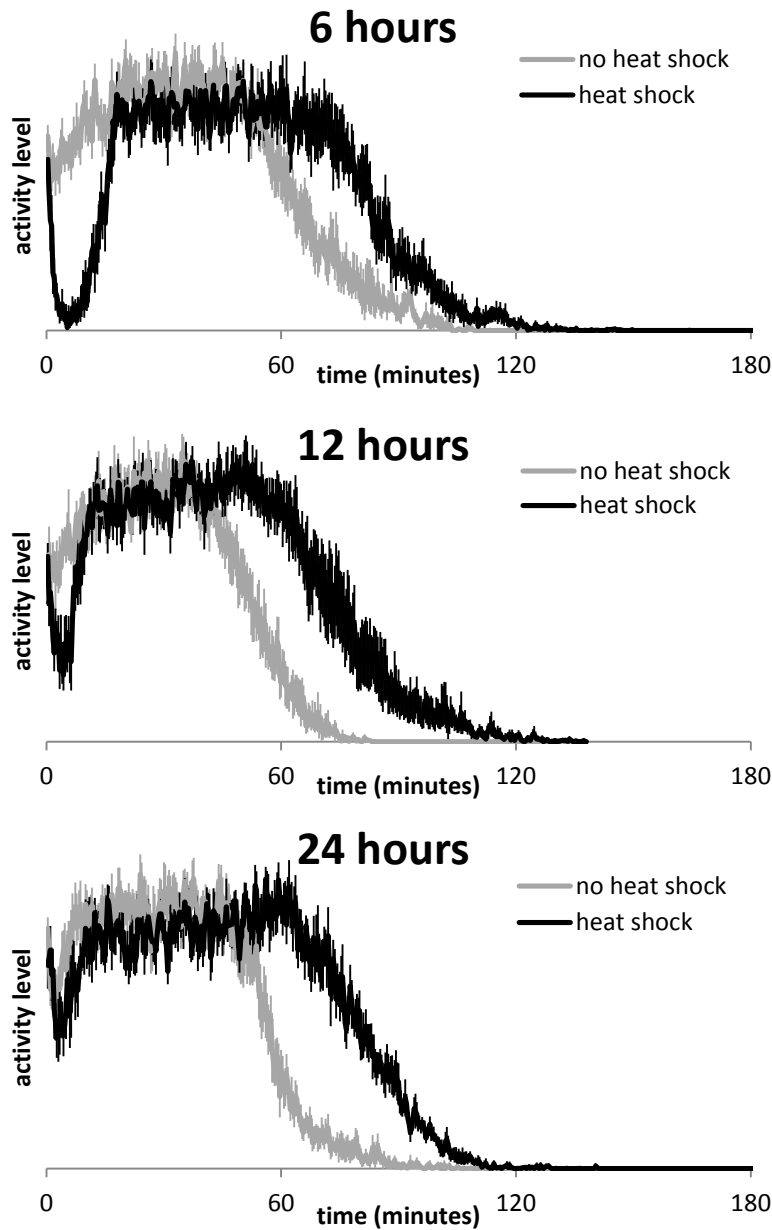 6 hours
no heat shock
heat shock
activity level
0 60 120 180
time (minutes)
12 hours
no heat shock
heat shock
activity level
0 60 120 180
time (minutes)
24 hours
no heat shock
heat shock
activity level
0 60 120 180
time (minutes)